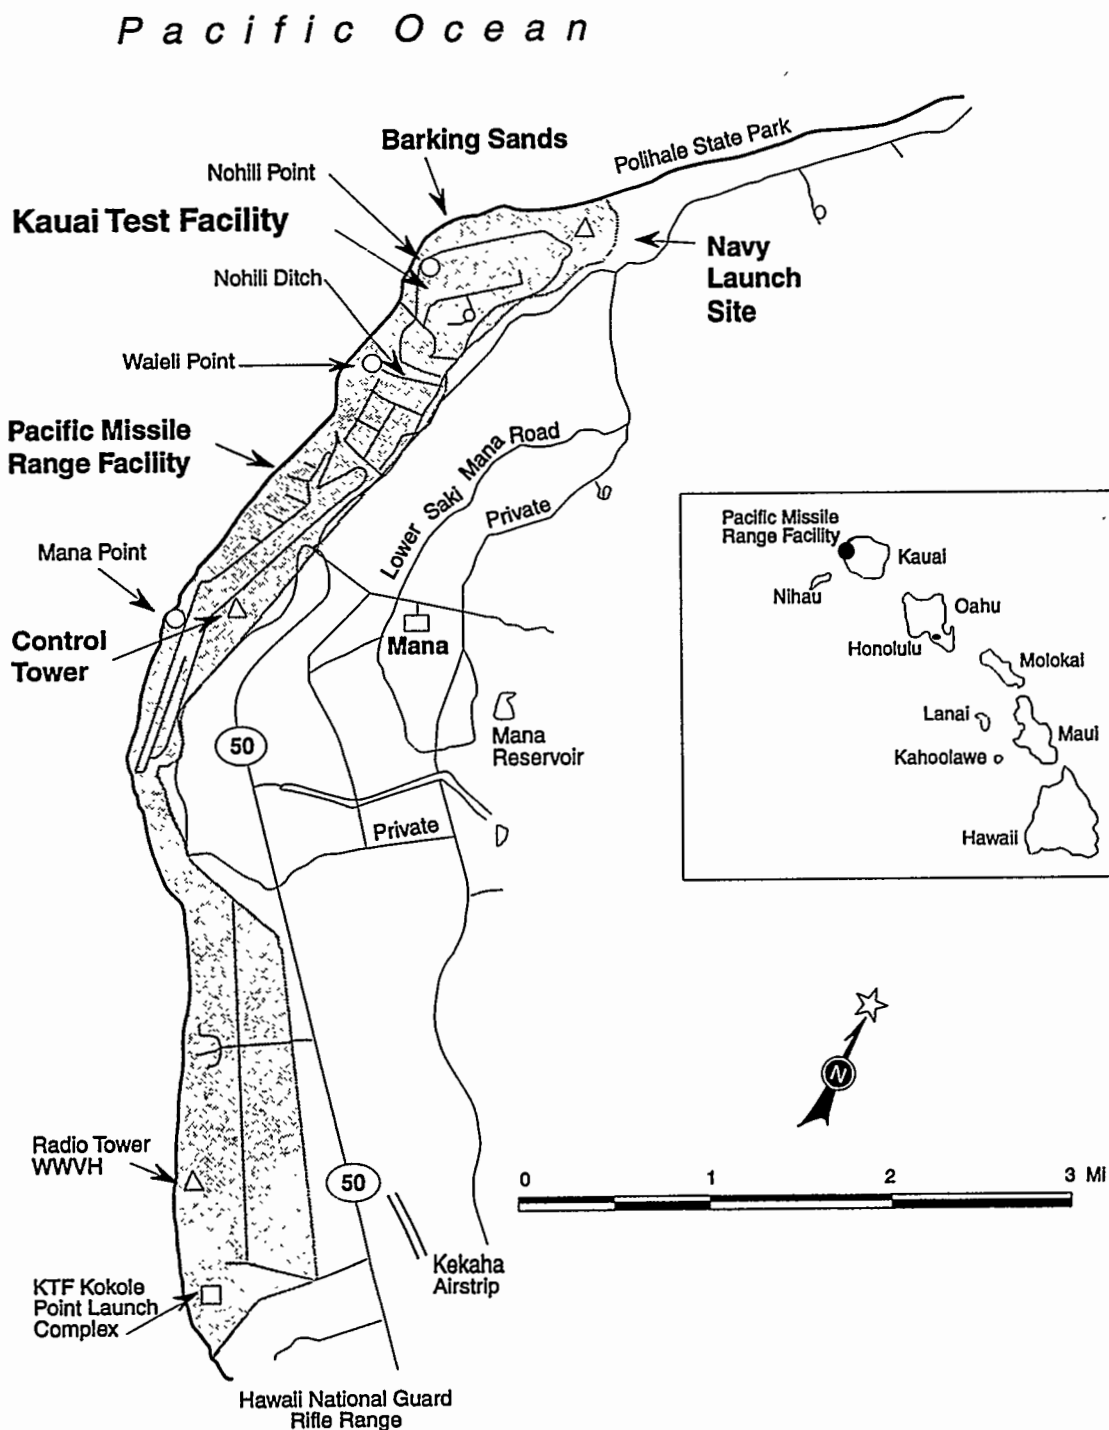 Pacific Ocean
Barking Sands
Polihale State Park
Nohili Point
Kauai Test Facility
Navy
Launch
Site
Nohili Ditch
Waieli Point
Pacific Missile
Range Facility
Lower Saki Mana Road
Private
Mana Point
Control
Tower
Mana
50
Mana
Reservoir
Private
Pacific Missile
Range Facility
Kauai
Nihau
Oahu
Honolulu
Molokai
Lanai
Maui
Kahoolawe
Hawaii
N
Radio Tower
WWVH
50
0 1 2 3 Mi
Kekaha
Airstrip
KTF Kokole
Point Launch
Complex
Hawaii National Guard
Rifle Range